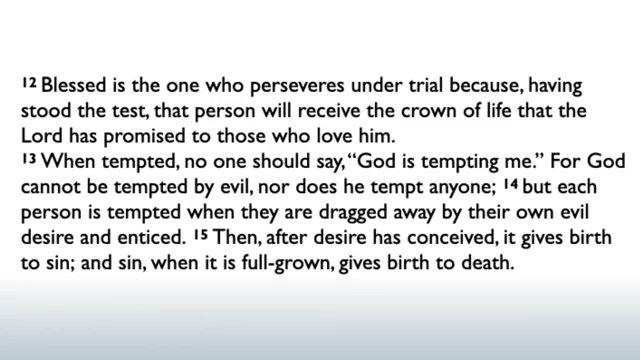 12 Blessed is the one who perseveres under trial because, having
stood the test, that person will receive the crown of life that the
Lord has promised to those who love him.
13 When tempted, no one should say, “God is tempting me.” For God
cannot be tempted by evil, nor does he tempt anyone; 14 but each
person is tempted when they are dragged away by their own evil
desire and enticed. 15 Then, after desire has conceived, it gives birth
to sin; and sin, when it is full-grown, gives birth to death.